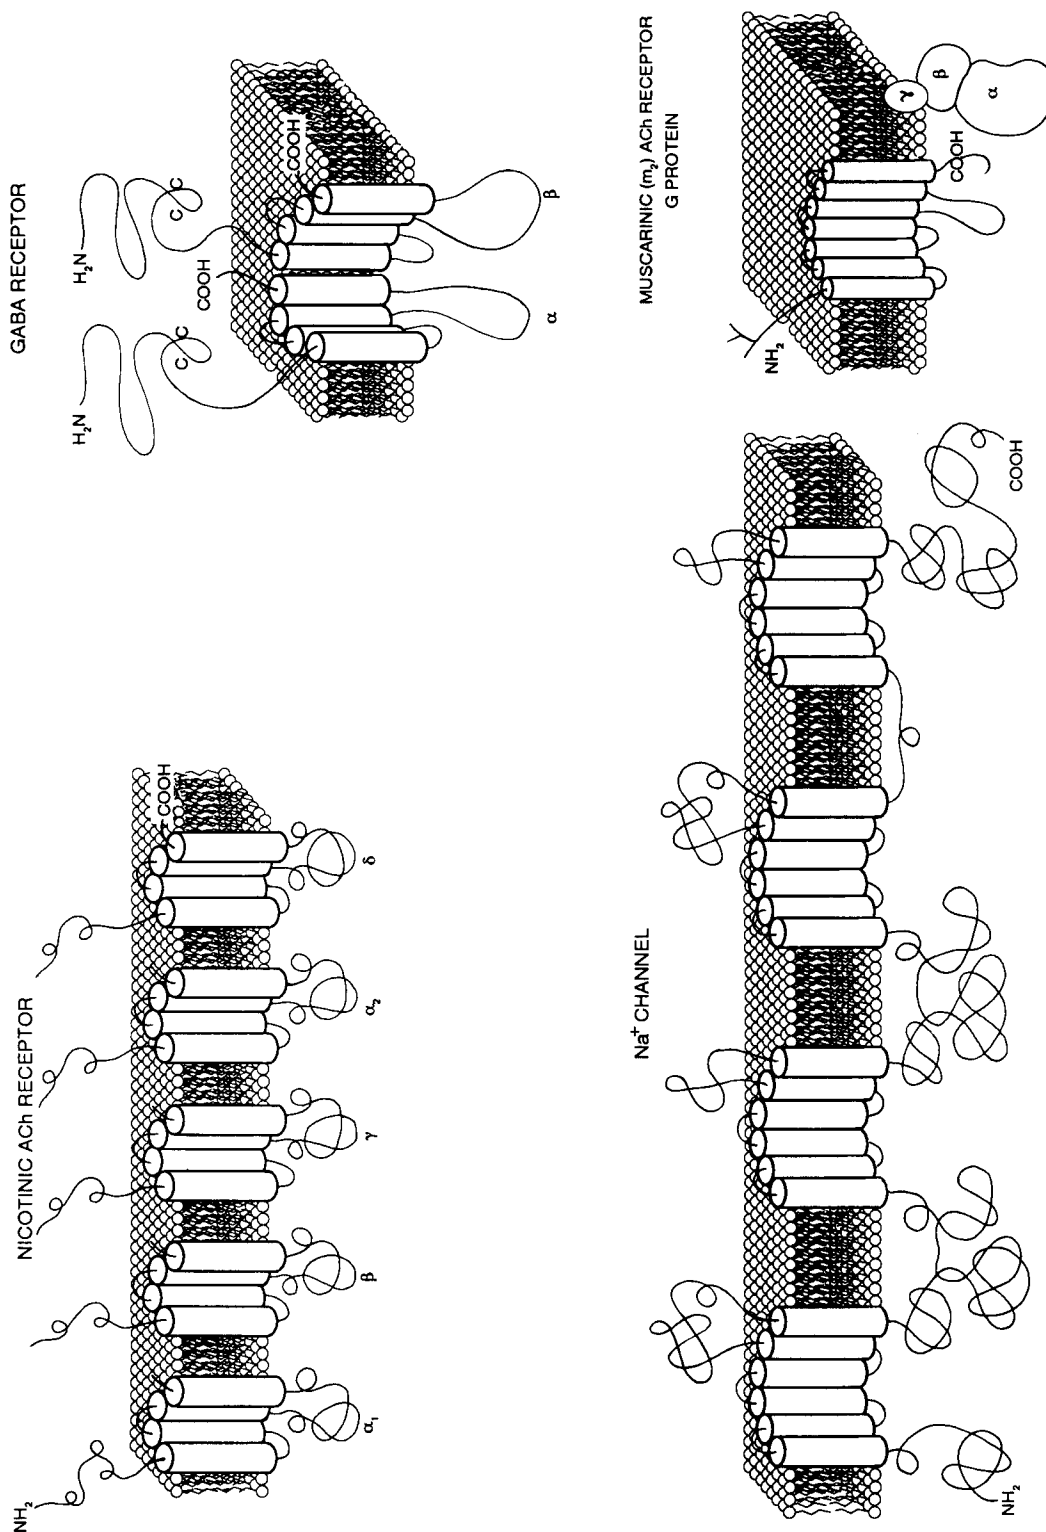 NICOTINIC ACh RECEPTOR
NH₂
COOH
α₁
β
γ
α₂
δ
GABA RECEPTOR
H₂N
H₂N
C C
C C
COOH
COOH
α
β
Na⁺ CHANNEL
NH₂
COOH
MUSCARINIC (m₂) ACh RECEPTOR
G PROTEIN
NH₂
COOH
γ
β
α